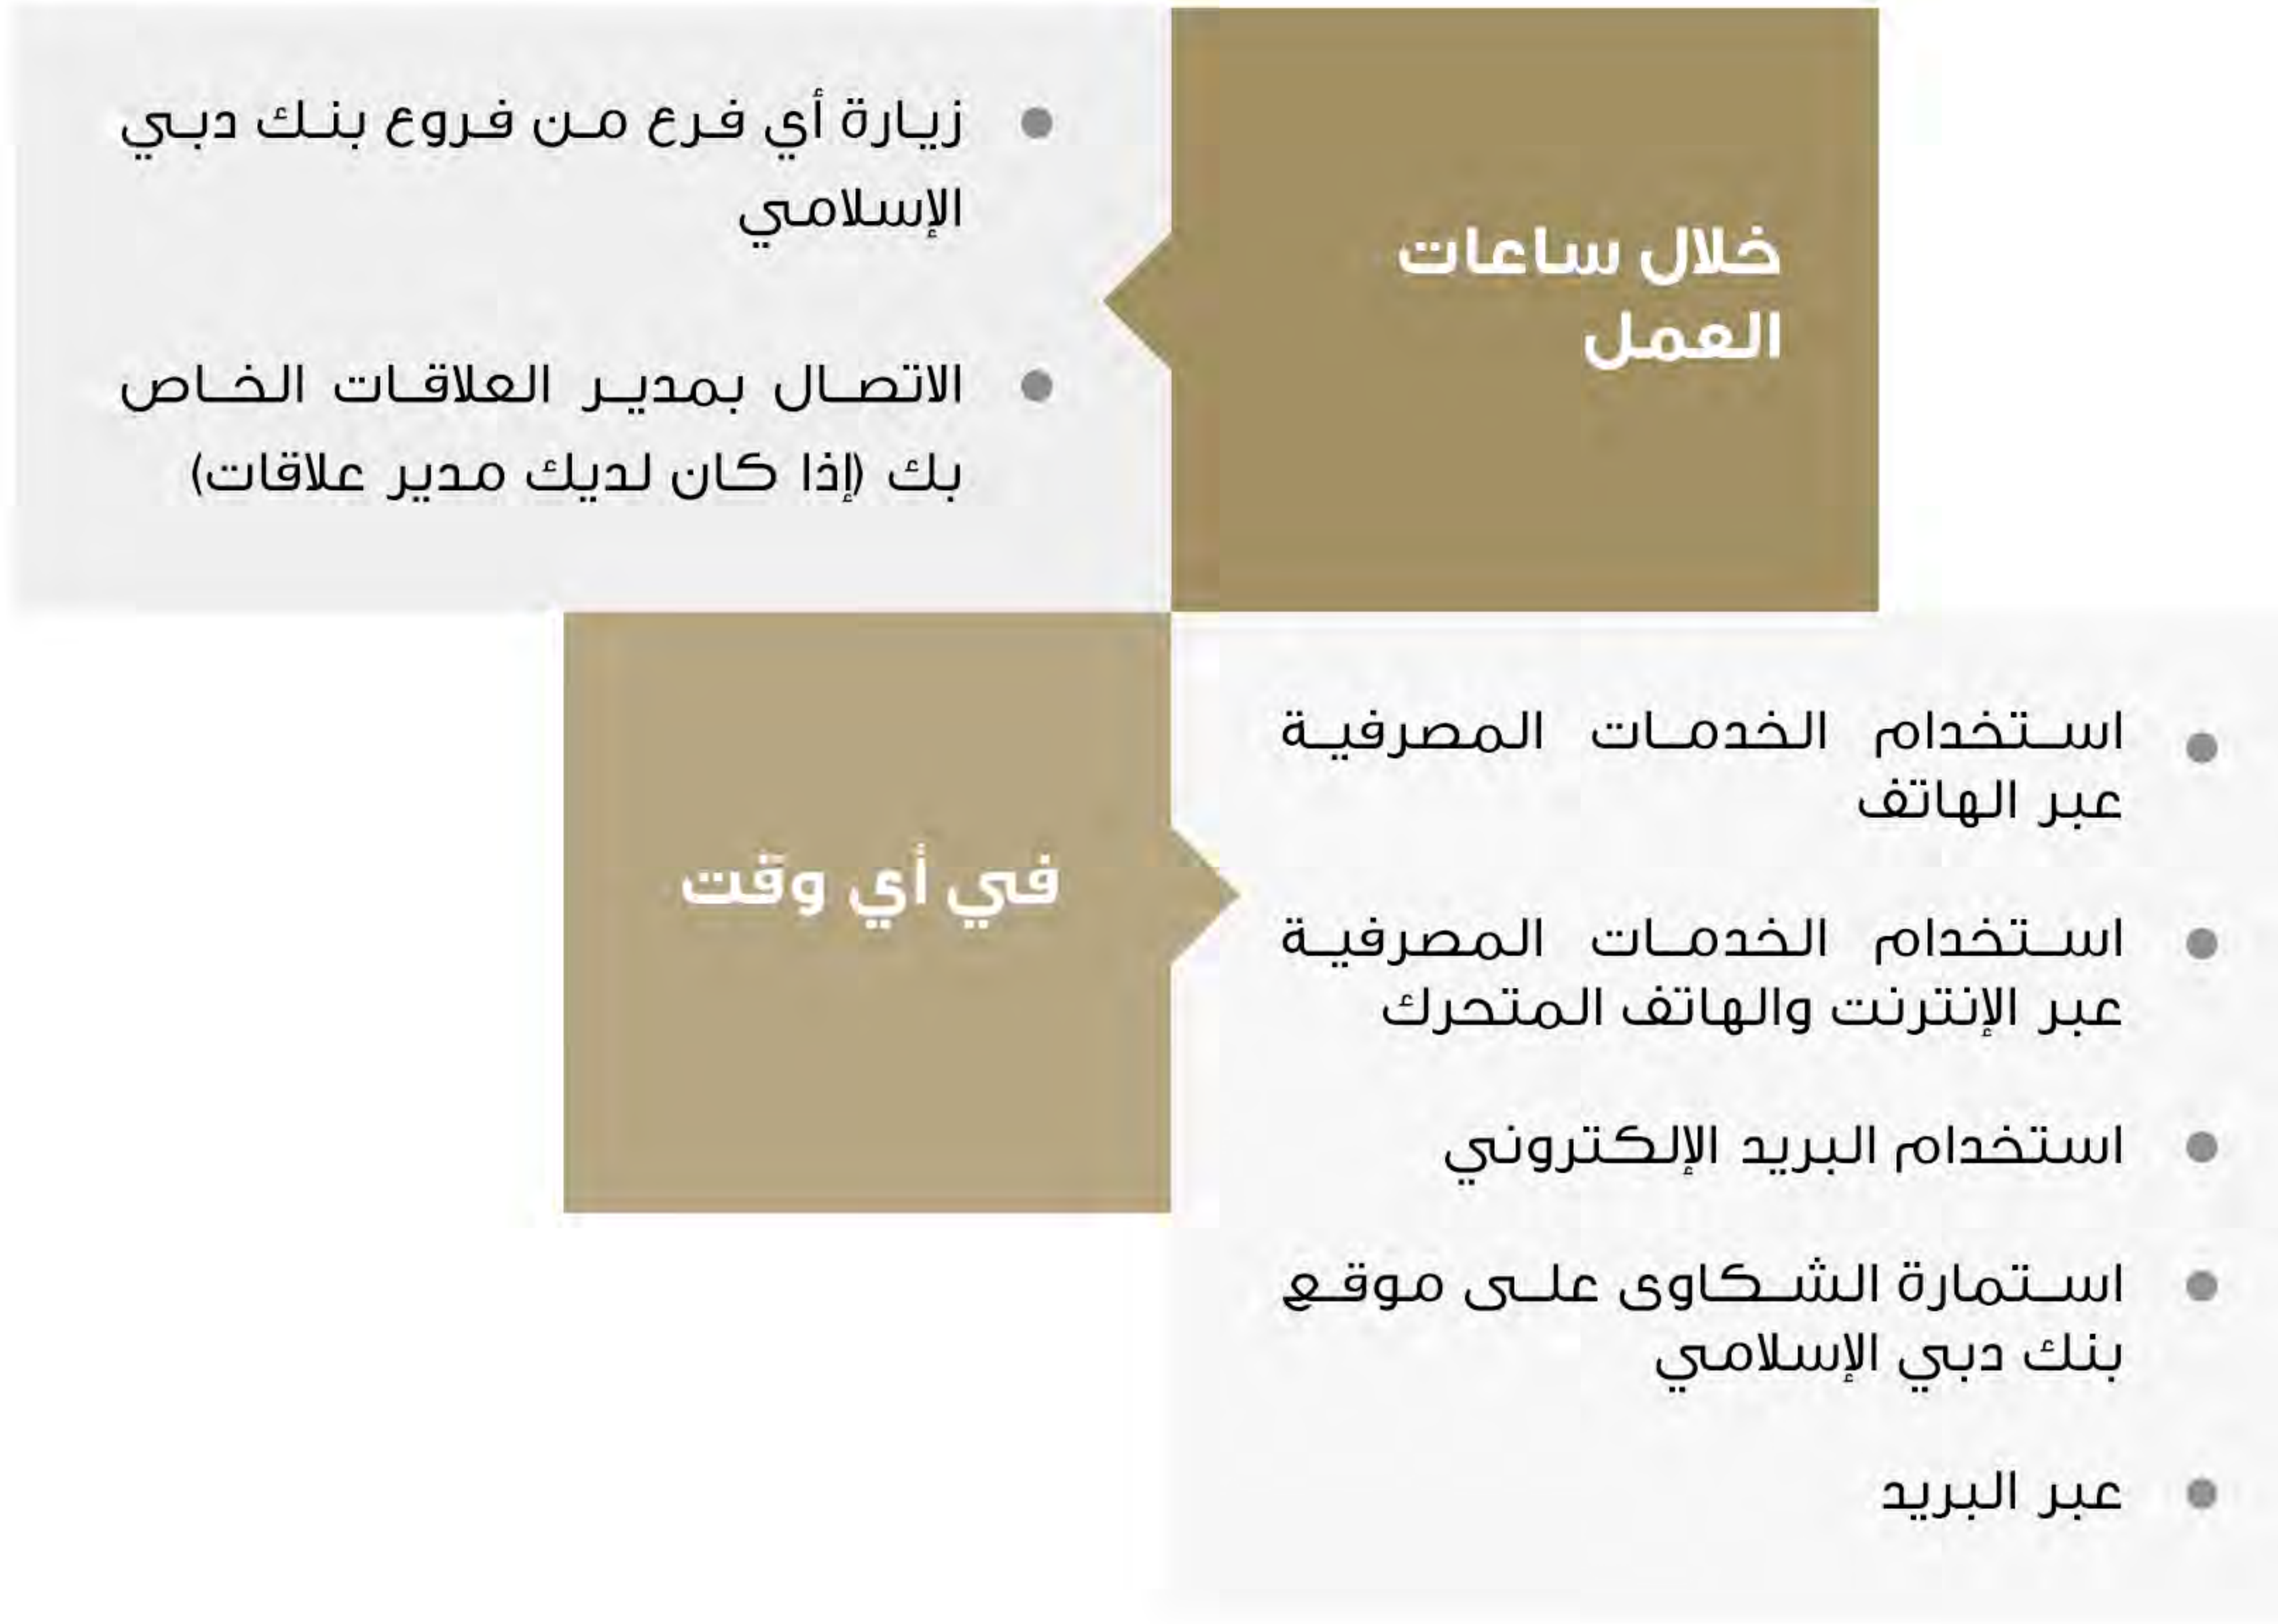 خلال ساعات
العمل
زيارة أي فرع من فروع بنك دبي
الإسلامي
الاتصال بمدير العلاقات الخاص
بك (إذا كان لديك مدير علاقات)
في أي وقت
استخدام الخدمات المصرفية
عبر الهاتف
استخدام الخدمات المصرفية
عبر الإنترنت والهاتف المتحرك
استخدام البريد الإلكتروني
استمارة الشكاوى على موقع
بنك دبي الإسلامي
عبر البريد